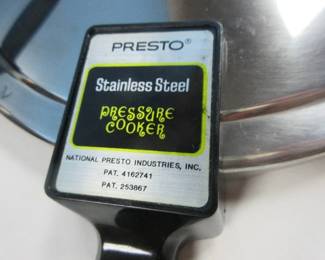 PRESTO®
Stainless Steel
PRESSURE
COOKER
NATIONAL PRESTO INDUSTRIES, INC.
PAT. 4162741
PAT. 253867